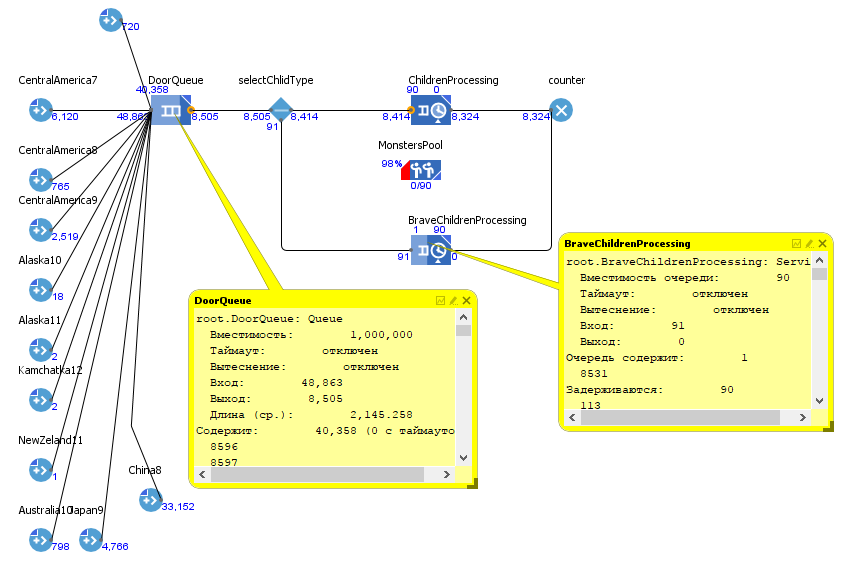 720
CentralAmerica7
DoorQueue
selectChlidType
ChildrenProcessing
counter
40,358
90 0
6,120
48,863
8,505
8,505
8,414
8,414
8,324
8,324
91
MonstersPool
CentralAmerica8
98%
765
0/90
CentralAmerica9
BraveChildrenProcessing
2,519
1 90
91
0
Alaska10
18
Alaska11
2
Kamchatka12
2
NewZeland11
1
China8
33,152
Australia10
Japan9
798
4,766
DoorQueue
root.DoorQueue: Queue
Вместимость: 1,000,000
Таймаут: отключен
Вытеснение: отключен
Вход: 48,863
Выход: 8,505
Длина (ср.): 2,145.258
Содержит: 40,358 (0 с таймауто
8596
8597
BraveChildrenProcessing
root.BraveChildrenProcessing: Servi
Вместимость очереди: 90
Таймаут: отключен
Вытеснение: отключен
Вход: 91
Выход: 0
Очередь содержит: 1
8531
Задерживаются: 90
113